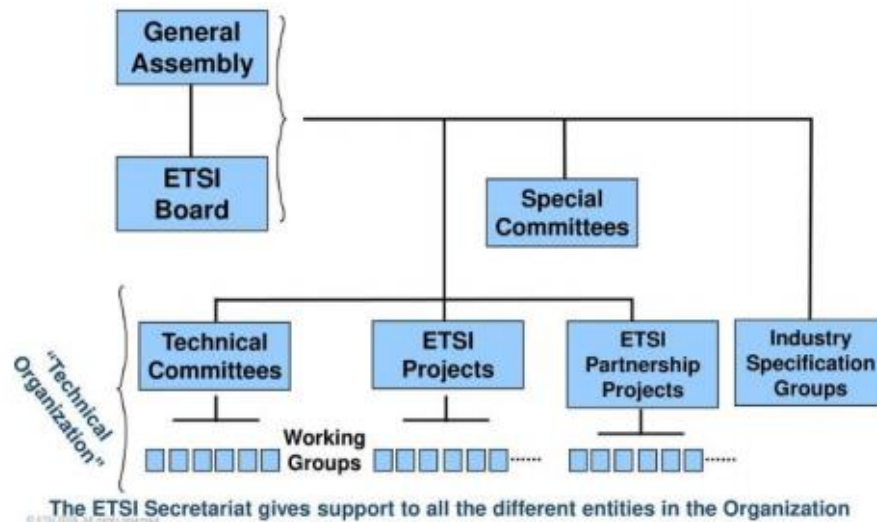 General
Assembly
ETSI
Board
Special
Committees
"Technical
Organization"
Technical
Committees
ETSI
Projects
ETSI
Partnership
Projects
Industry
Specification
Groups
Working
Groups
......
......
The ETSI Secretariat gives support to all the different entities in the Organization